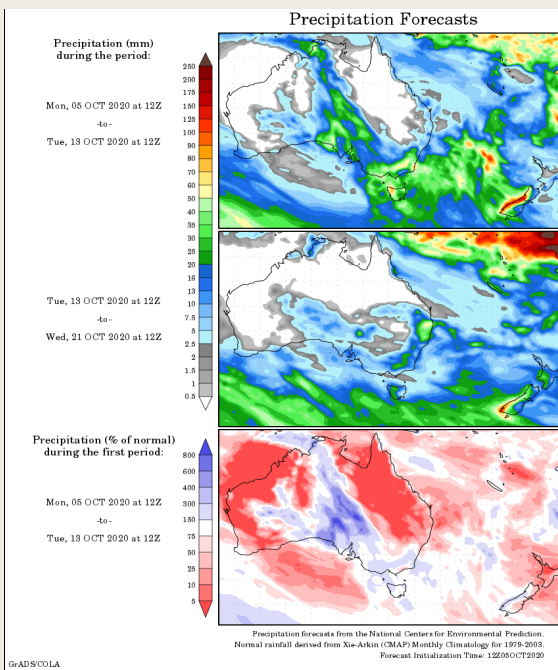 Precipitation Forecasts
Precipitation (mm)
during the period:
Mon, 05 OCT 2020 at 12Z
-to-
Tue, 13 OCT 2020 at 12Z
250
200
175
150
125
100
90
80
70
60
50
40
35
30
25
20
16
13
10
7.5
5
2.5
2
1.5
1
0.5
Tue, 13 OCT 2020 at 12Z
-to-
Wed, 21 OCT 2020 at 12Z
Precipitation (% of normal)
during the first period:
Mon, 05 OCT 2020 at 12Z
-to-
Tue, 13 OCT 2020 at 12Z
800
600
400
300
150
75
50
25
10
5
Precipitation forecasts from the National Centers for Environmental Prediction.
Normal rainfall derived from Xie-Arkin (CMAP) Monthly Climatology for 1979-2003.
Forecast Initialization Time: 12Z05OCT2020
GrADS/COLA